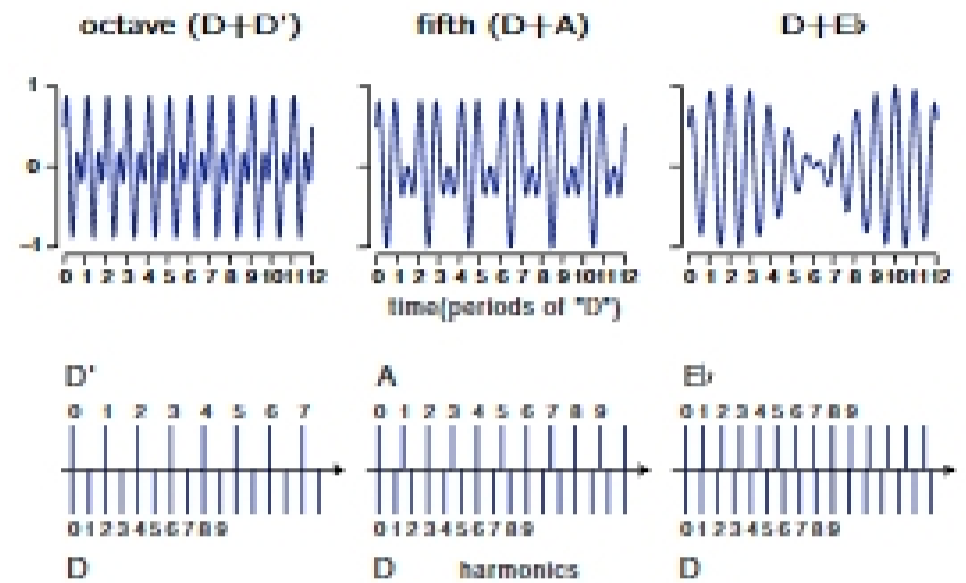 octave (D+D') fifth (D+A) D+E♭
1
0
-1
0 1 2 3 4 5 6 7 8 9 10 11 12 0 1 2 3 4 5 6 7 8 9 10 11 12 0 1 2 3 4 5 6 7 8 9 10 11 12
time(periods of "D")
D' A E♭
0 1 2 3 4 5 6 7 0 1 2 3 4 5 6 7 8 9 0 1 2 3 4 5 6 7 8 9
0 1 2 3 4 5 6 7 8 9 0 1 2 3 4 5 6 7 8 9 0 1 2 3 4 5 6 7 8 9
D D harmonics D